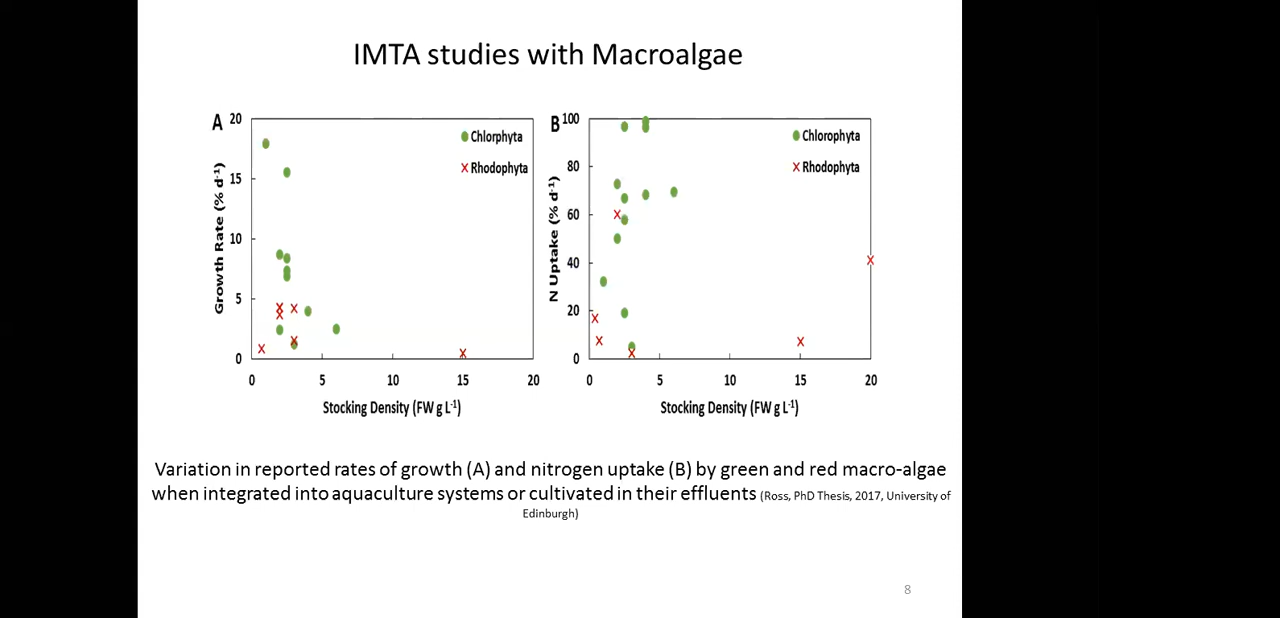 IMTA studies with Macroalgae
A
20
15
10
5
0
0
5
10
15
20
Growth Rate (% d-1)
Stocking Density (FW g L-1)
Chlorphyta
Rhodophyta
B
100
80
60
40
20
0
0
5
10
15
20
N Uptake (% d-1)
Stocking Density (FW g L-1)
Chlorophyta
Rhodophyta
Variation in reported rates of growth (A) and nitrogen uptake (B) by green and red macro-algae
when integrated into aquaculture systems or cultivated in their effluents (Ross, PhD Thesis, 2017, University of
Edinburgh)
8